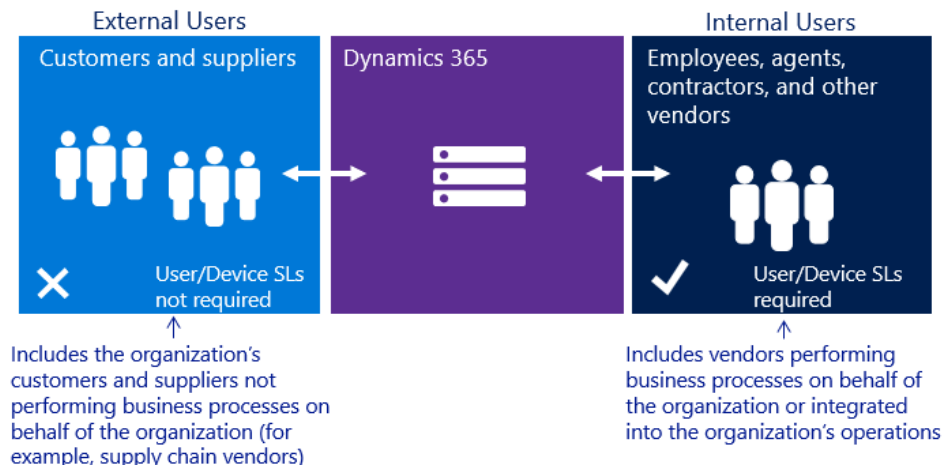 External Users
Customers and suppliers
User/Device SLs
not required
Includes the organization's
customers and suppliers not
performing business processes on
behalf of the organization (for
example, supply chain vendors)
Dynamics 365
Internal Users
Employees, agents,
contractors, and other
vendors
User/Device SLs
required
Includes vendors performing
business processes on behalf of
the organization or integrated
into the organization's operations